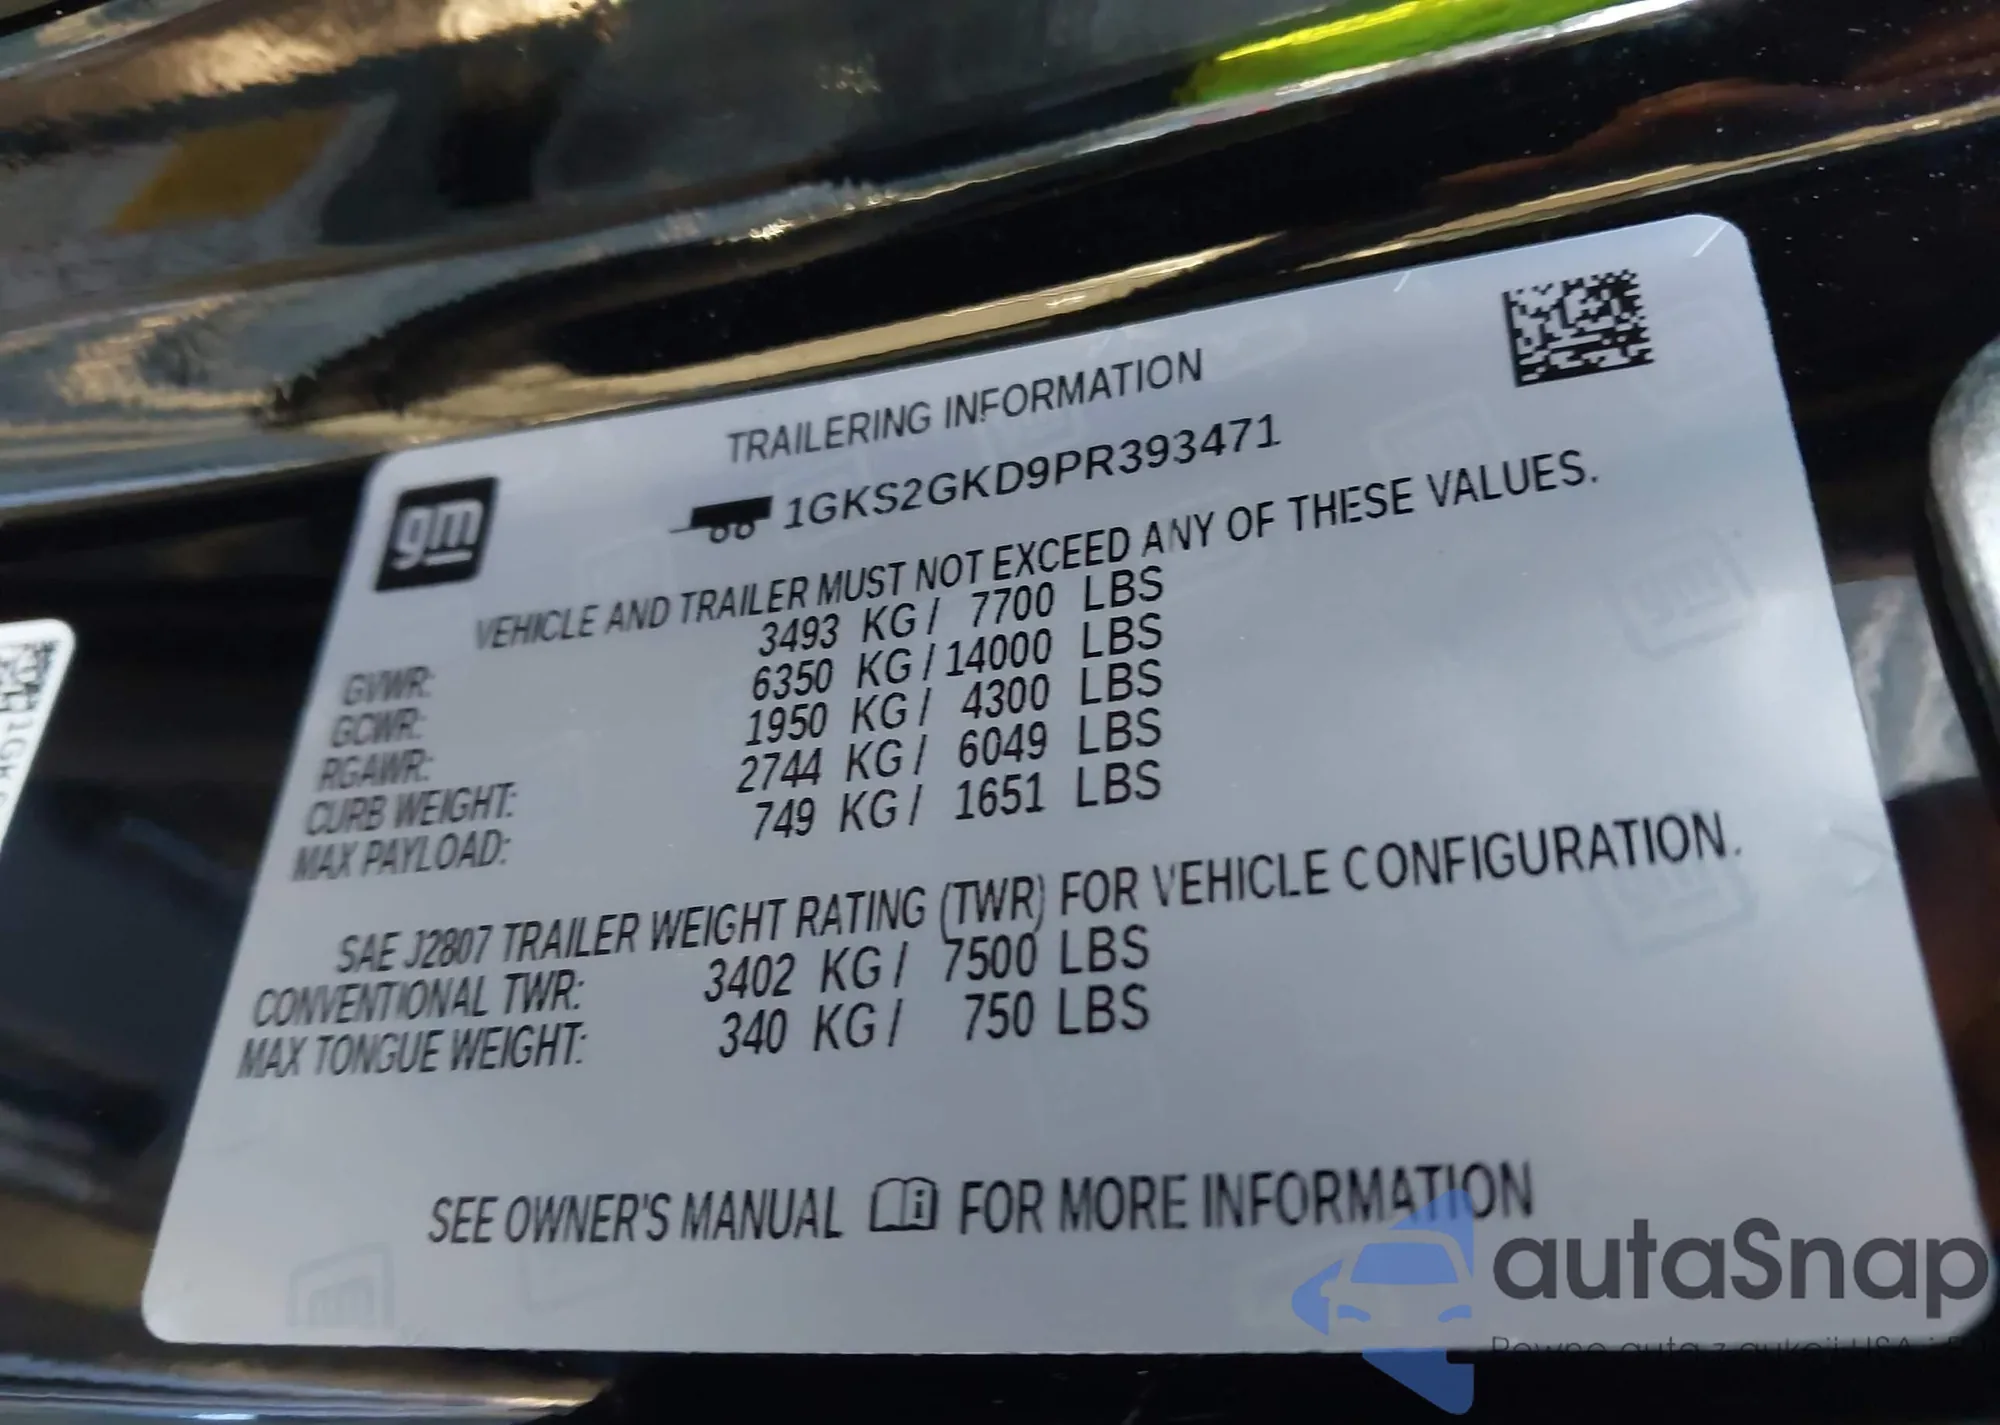 TRAILERING INFORMATION
gm
1GKS2GKD9PR393471
VEHICLE AND TRAILER MUST NOT EXCEED ANY OF THESE VALUES.
GVWR: 3493 KG / 7700 LBS
GCWR: 6350 KG / 14000 LBS
RGAWR: 1950 KG / 4300 LBS
CURB WEIGHT: 2744 KG / 6049 LBS
MAX PAYLOAD: 749 KG / 1651 LBS
SAE J2807 TRAILER WEIGHT RATING (TWR) FOR VEHICLE CONFIGURATION.
CONVENTIONAL TWR: 3402 KG / 7500 LBS
MAX TONGUE WEIGHT: 340 KG / 750 LBS
SEE OWNER'S MANUAL FOR MORE INFORMATION
autaSnap